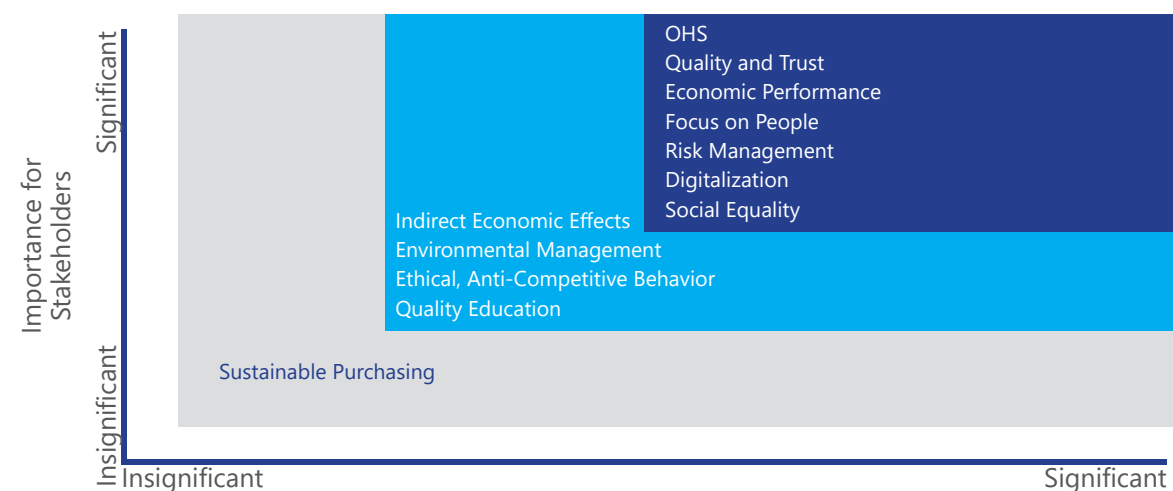 Significant
Importance for
Stakeholders
Insignificant
OHS
Quality and Trust
Economic Performance
Focus on People
Risk Management
Digitalization
Social Equality
Indirect Economic Effects
Environmental Management
Ethical, Anti-Competitive Behavior
Quality Education
Sustainable Purchasing
Insignificant
Significant